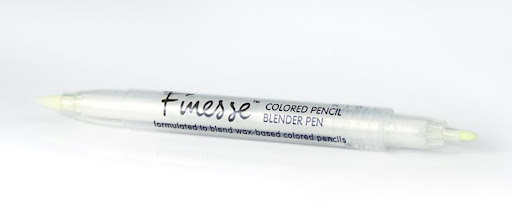 Finesse™ COLORED PENCIL
BLENDER PEN
formulated to blend wax-based colored pencils